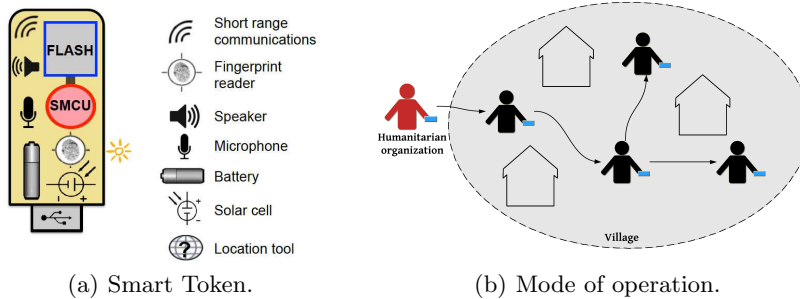 FLASH
SMCU
Short range
communications
Fingerprint
reader
Speaker
Microphone
Battery
Solar cell
?
Location tool
Humanitarian
organization
Village
(a) Smart Token.
(b) Mode of operation.